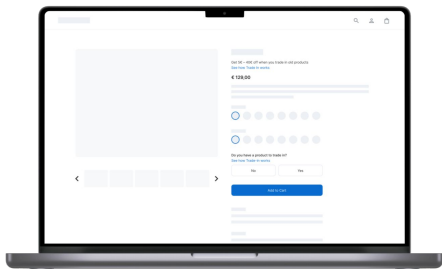 Get 5€ – 40€ off when you trade in old products
See how Trade In works
€ 129,00
Do you have a product to trade in?
See how Trade In works
No
Yes
Add to Cart